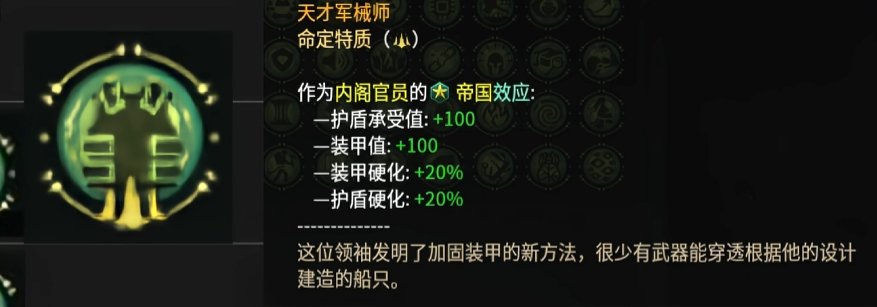 天才军械师
命定特质（）
作为内阁官员的 帝国效应:
—护盾承受值: +100
—装甲值: +100
—装甲硬化: +20%
—护盾硬化: +20%
--------------
这位领袖发明了加固装甲的新方法，很少有武器能穿透根据他的设计
建造的船只。